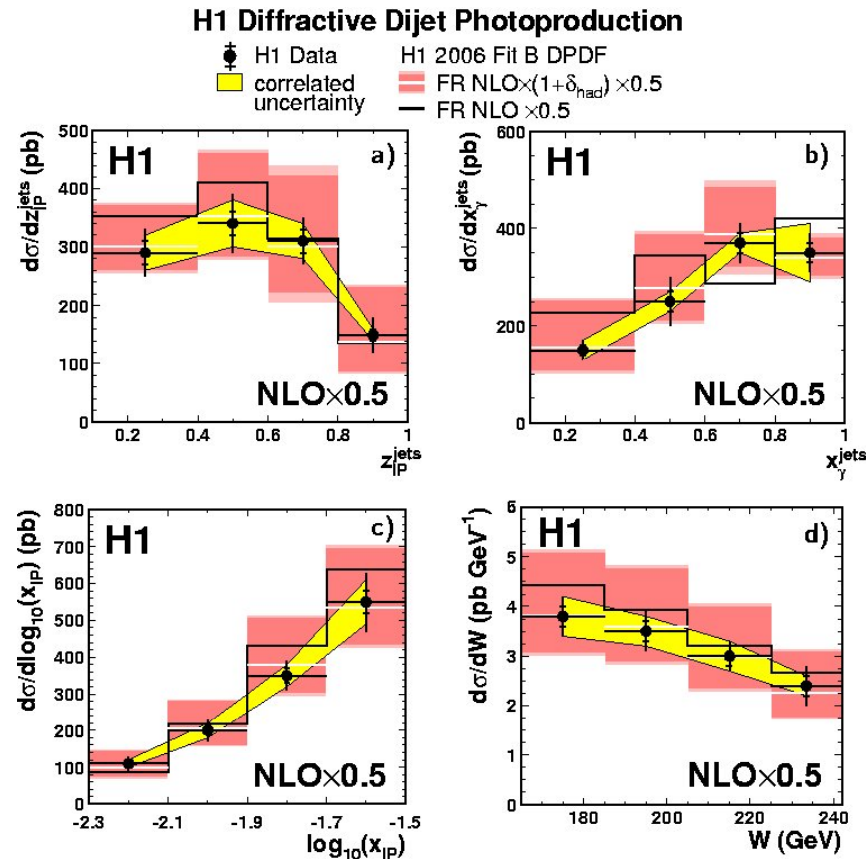 H1 Diffractive Dijet Photoproduction
H1 Data
correlated
uncertainty
H1 2006 Fit B DPDF
FR NLO×(1+δhad) ×0.5
FR NLO ×0.5
dσ/dz_IP^jets (pb)
500
400
300
200
100
0
H1
a)
NLO×0.5
0.2 0.4 0.6 0.8 1
z_IP^jets
dσ/dx_γ^jets (pb)
600
400
200
0
H1
b)
NLO×0.5
0.2 0.4 0.6 0.8 1
x_γ^jets
dσ/dlog10(x_IP) (pb)
800
700
600
500
400
300
200
100
0
H1
c)
NLO×0.5
-2.3 -2.1 -1.9 -1.7 -1.5
log10(x_IP)
dσ/dW (pb GeV⁻¹)
6
5
4
3
2
1
0
H1
d)
NLO×0.5
180 200 220 240
W (GeV)